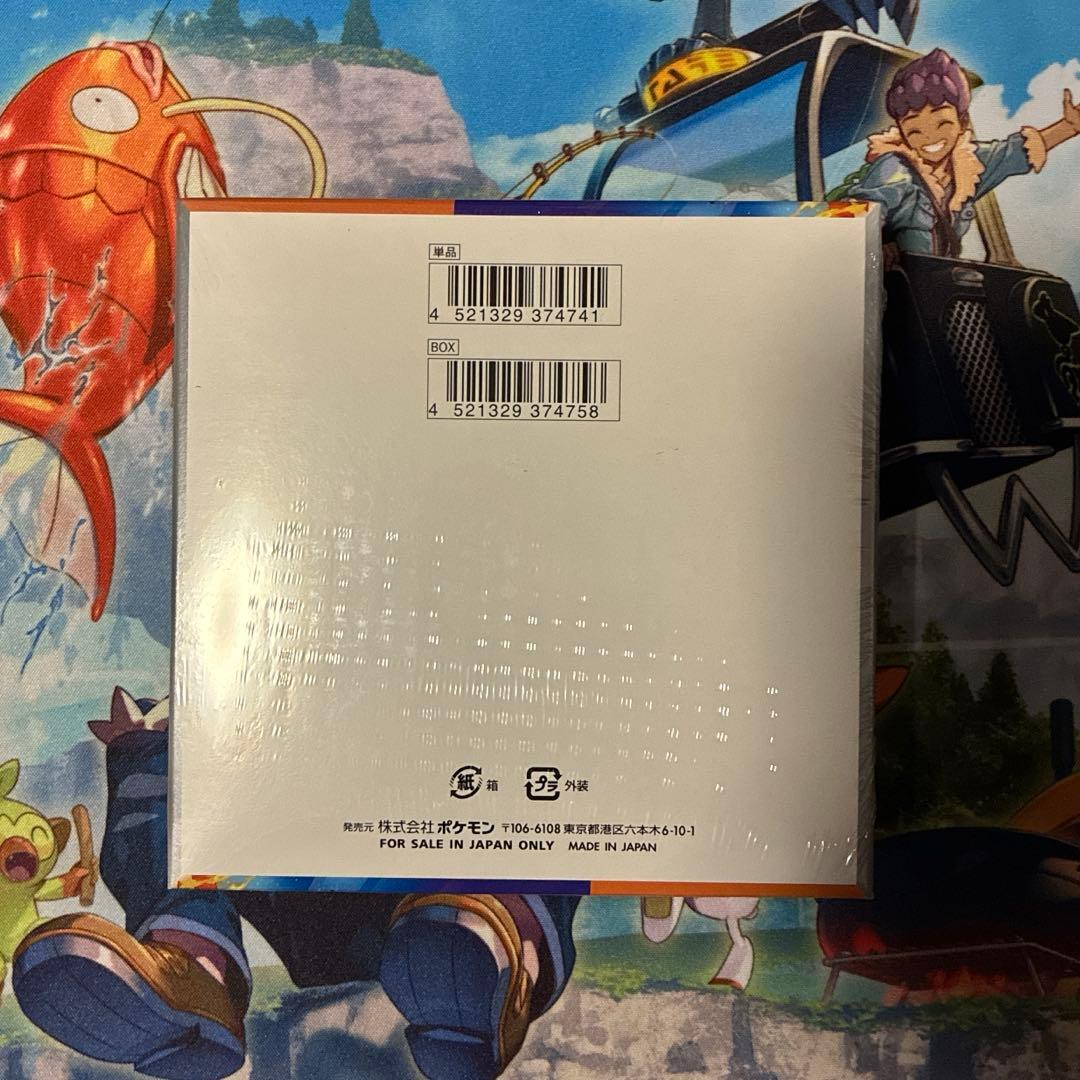 単品
4 521329 374741
BOX
4 521329 374758
紙 箱 プラ 外装
発売元 株式会社ポケモン 〒106-6108 東京都港区六本木6-10-1
FOR SALE IN JAPAN ONLY MADE IN JAPAN